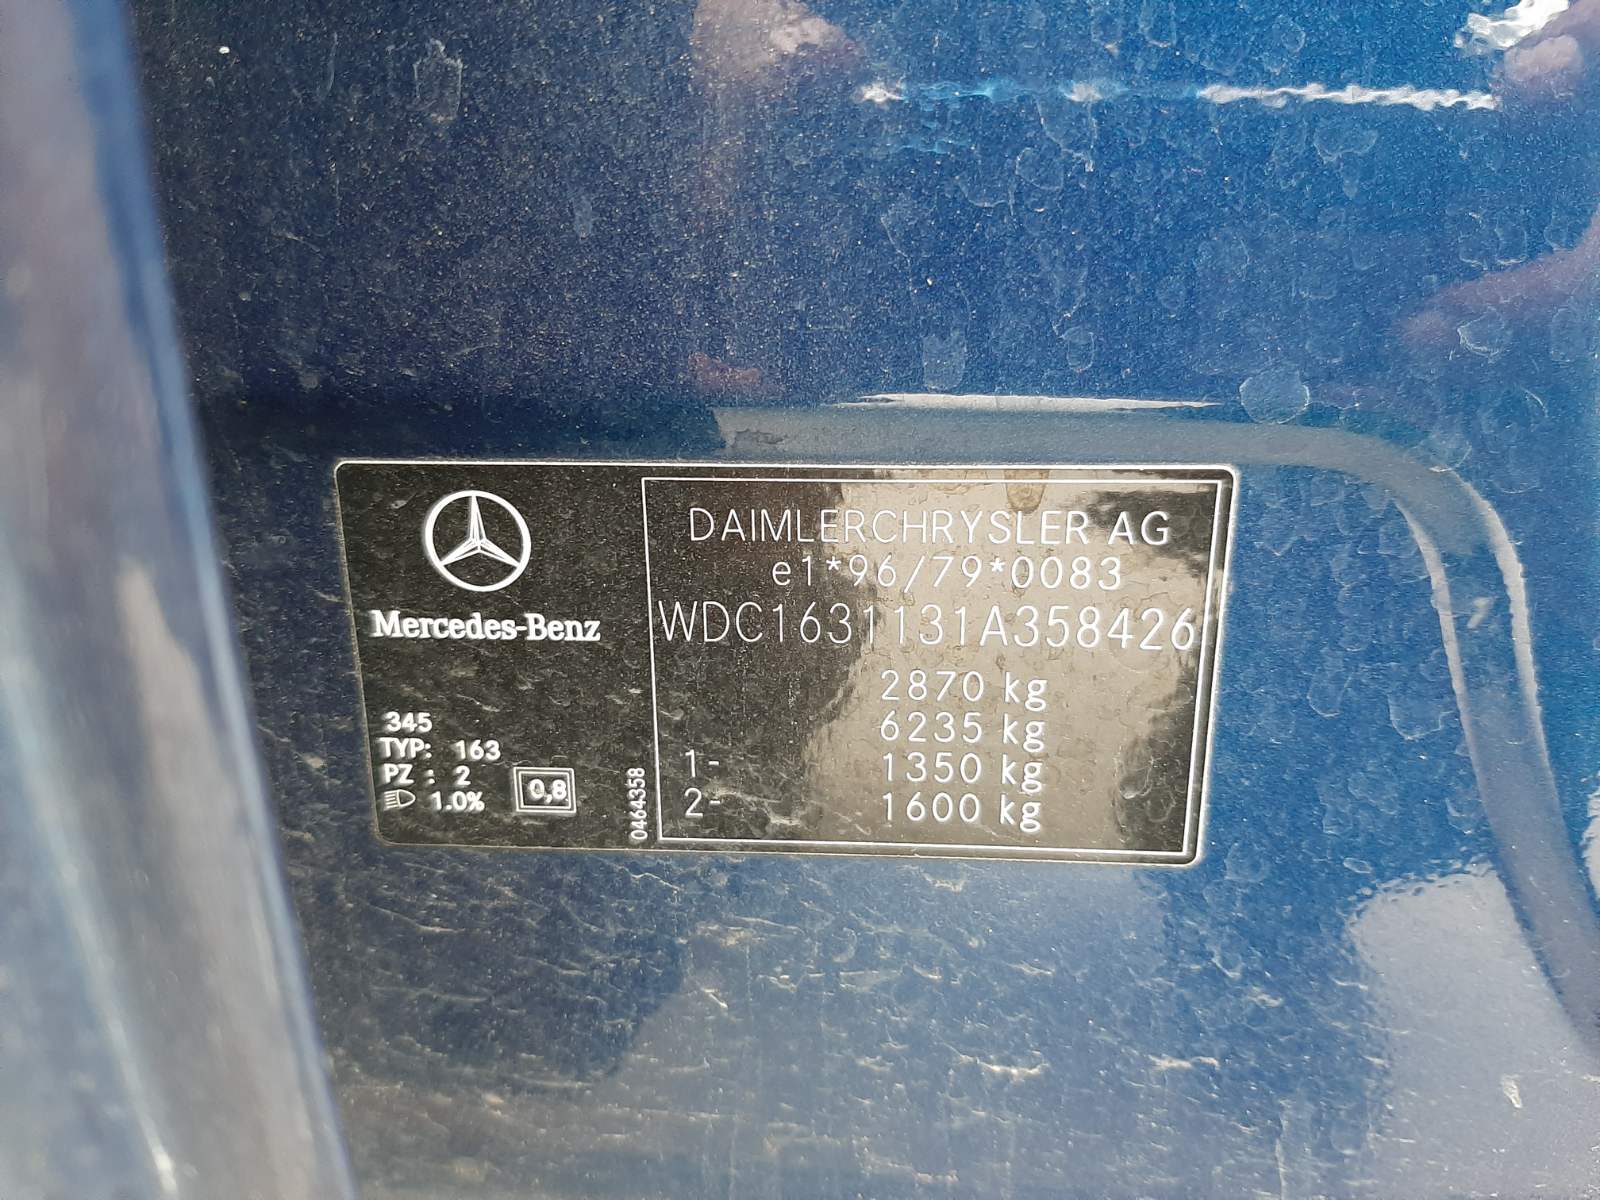 Mercedes-Benz
345
TYP: 163
PZ : 2
1.0%
0,8
0464358
DAIMLERCHRYSLER AG
e1*96/79*0083
WDC1631131A358426
2870 kg
6235 kg
1- 1350 kg
2- 1600 kg